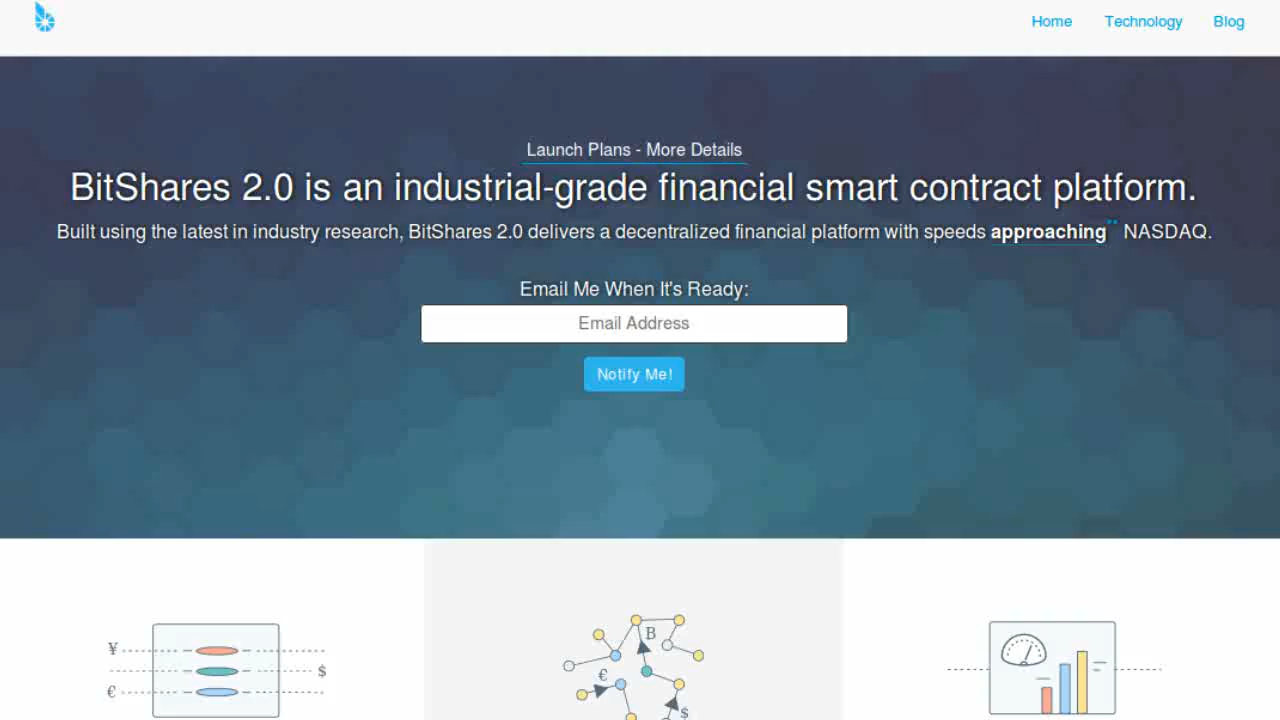 Home Technology Blog
Launch Plans - More Details
BitShares 2.0 is an industrial-grade financial smart contract platform.
Built using the latest in industry research, BitShares 2.0 delivers a decentralized financial platform with speeds approaching** NASDAQ.
Email Me When It's Ready:
Email Address
Notify Me!
¥
$
€
B
€
$